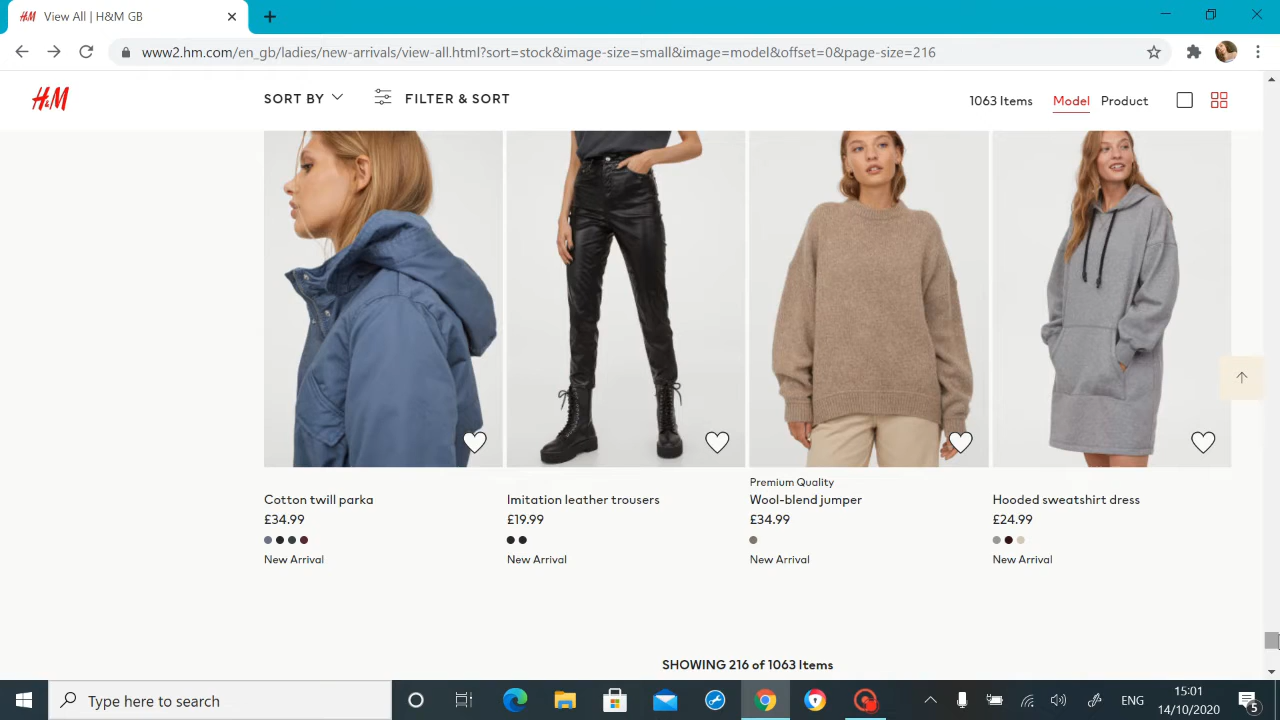 View All | H&M GB
www2.hm.com/en_gb/ladies/new-arrivals/view-all.html?sort=stock&image-size=small&image=model&offset=0&page-size=216
H&M
SORT BY
FILTER & SORT
1063 Items
Model
Product
Cotton twill parka
£34.99
New Arrival
Imitation leather trousers
£19.99
New Arrival
Premium Quality
Wool-blend jumper
£34.99
New Arrival
Hooded sweatshirt dress
£24.99
New Arrival
SHOWING 216 of 1063 Items
Type here to search
ENG
15:01
14/10/2020
5